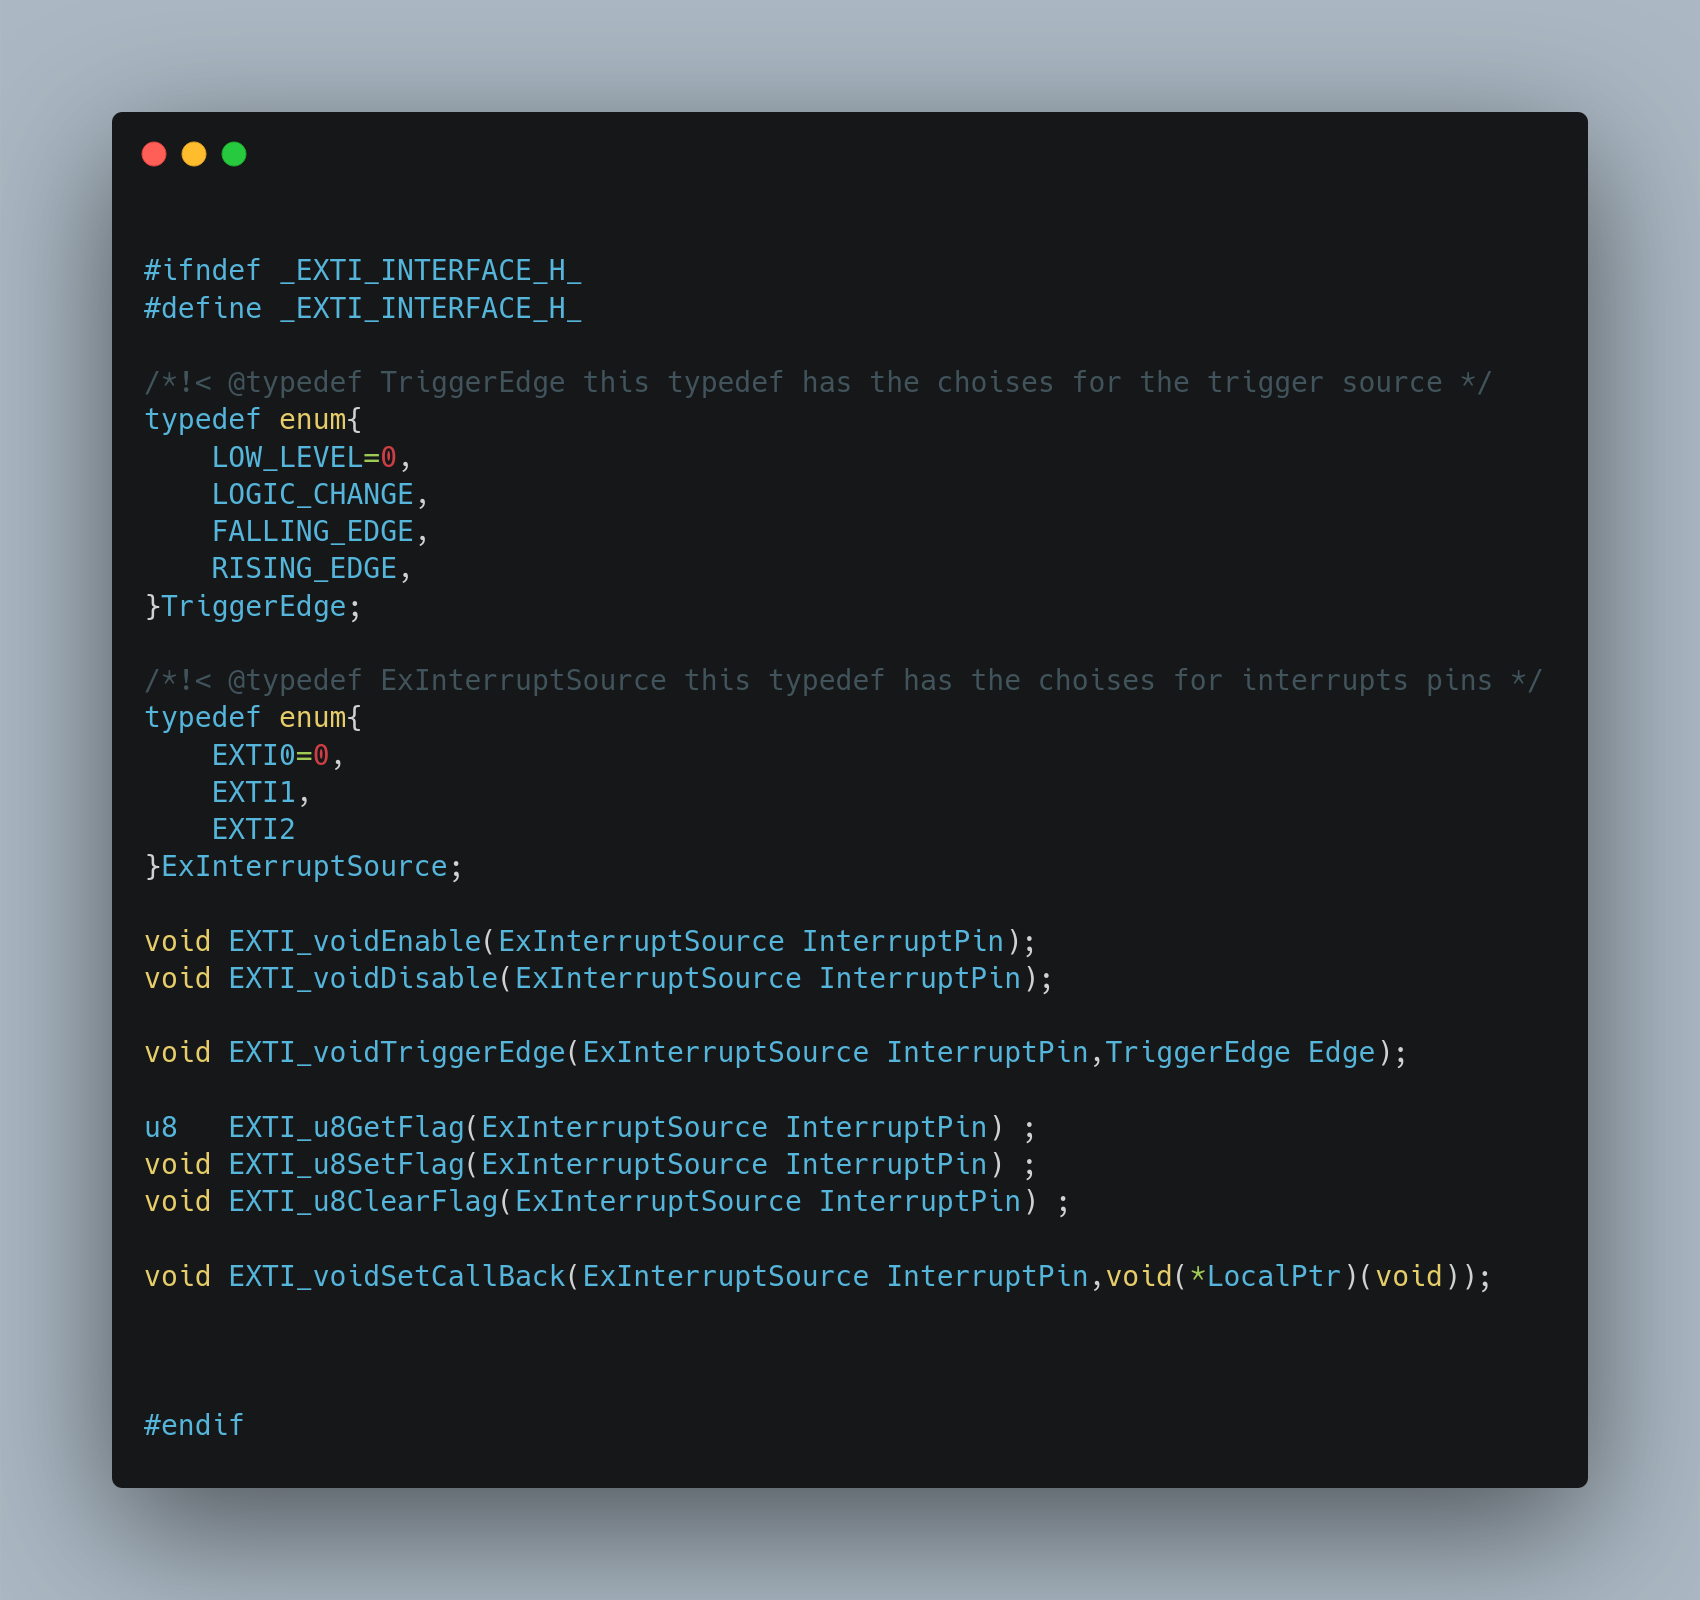 #ifndef _EXTI_INTERFACE_H_
#define _EXTI_INTERFACE_H_
/*!< @typedef TriggerEdge this typedef has the choises for the trigger source */
typedef enum{
    LOW_LEVEL=0,
    LOGIC_CHANGE,
    FALLING_EDGE,
    RISING_EDGE,
}TriggerEdge;
/*!< @typedef ExInterruptSource this typedef has the choises for interrupts pins */
typedef enum{
    EXTI0=0,
    EXTI1,
    EXTI2
}ExInterruptSource;
void EXTI_voidEnable(ExInterruptSource InterruptPin);
void EXTI_voidDisable(ExInterruptSource InterruptPin);
void EXTI_voidTriggerEdge(ExInterruptSource InterruptPin,TriggerEdge Edge);
u8   EXTI_u8GetFlag(ExInterruptSource InterruptPin) ;
void EXTI_u8SetFlag(ExInterruptSource InterruptPin) ;
void EXTI_u8ClearFlag(ExInterruptSource InterruptPin) ;
void EXTI_voidSetCallBack(ExInterruptSource InterruptPin,void(*LocalPtr)(void));
#endif